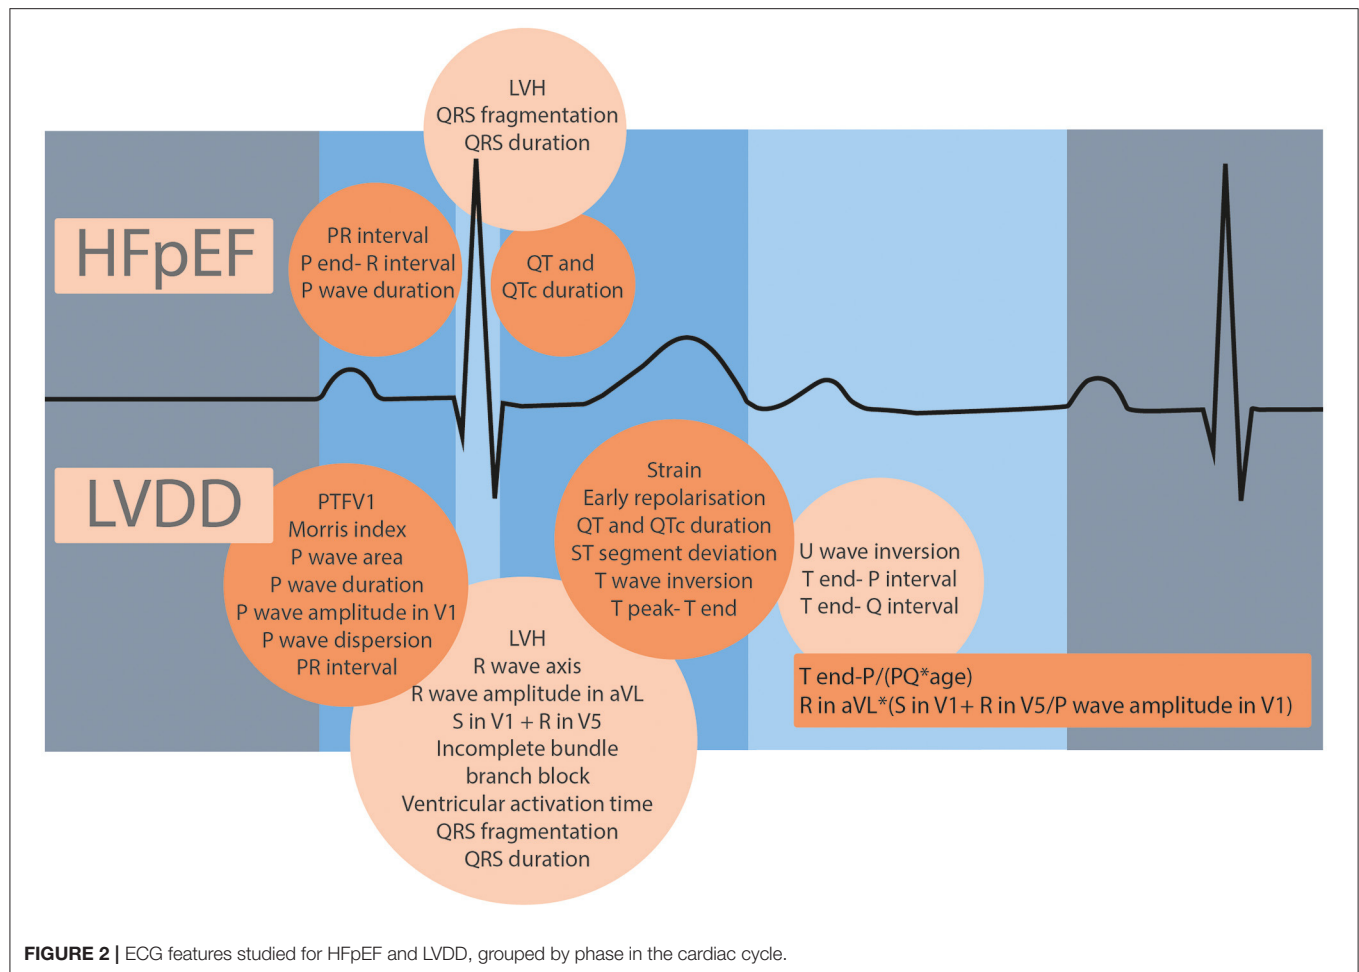 LVH
QRS fragmentation
QRS duration
HFpEF
PR interval
P end- R interval
P wave duration
QT and
QTc duration
LVDD
PTFV1
Morris index
P wave area
P wave duration
P wave amplitude in V1
P wave dispersion
PR interval
LVH
R wave axis
R wave amplitude in aVL
S in V1 + R in V5
Incomplete bundle
branch block
Ventricular activation time
QRS fragmentation
QRS duration
Strain
Early repolarisation
QT and QTc duration
ST segment deviation
T wave inversion
T peak- T end
U wave inversion
T end- P interval
T end- Q interval
T end-P/(PQ*age)
R in aVL*(S in V1+ R in V5/P wave amplitude in V1)
FIGURE 2 | ECG features studied for HFpEF and LVDD, grouped by phase in the cardiac cycle.